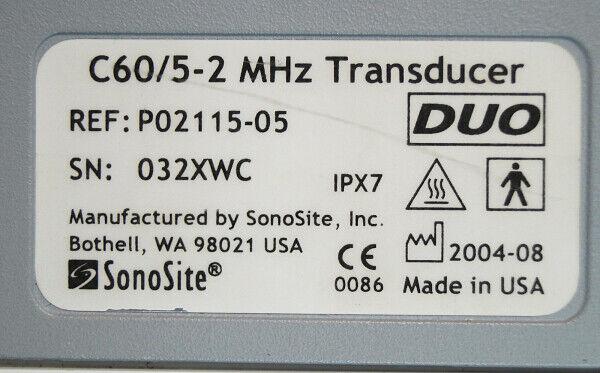 C60/5-2 MHz Transducer
REF: P02115-05
DUO
SN: 032XWC
IPX7
Manufactured by SonoSite, Inc.
Bothell, WA 98021 USA
CE
2004-08
SonoSite®
0086
Made in USA